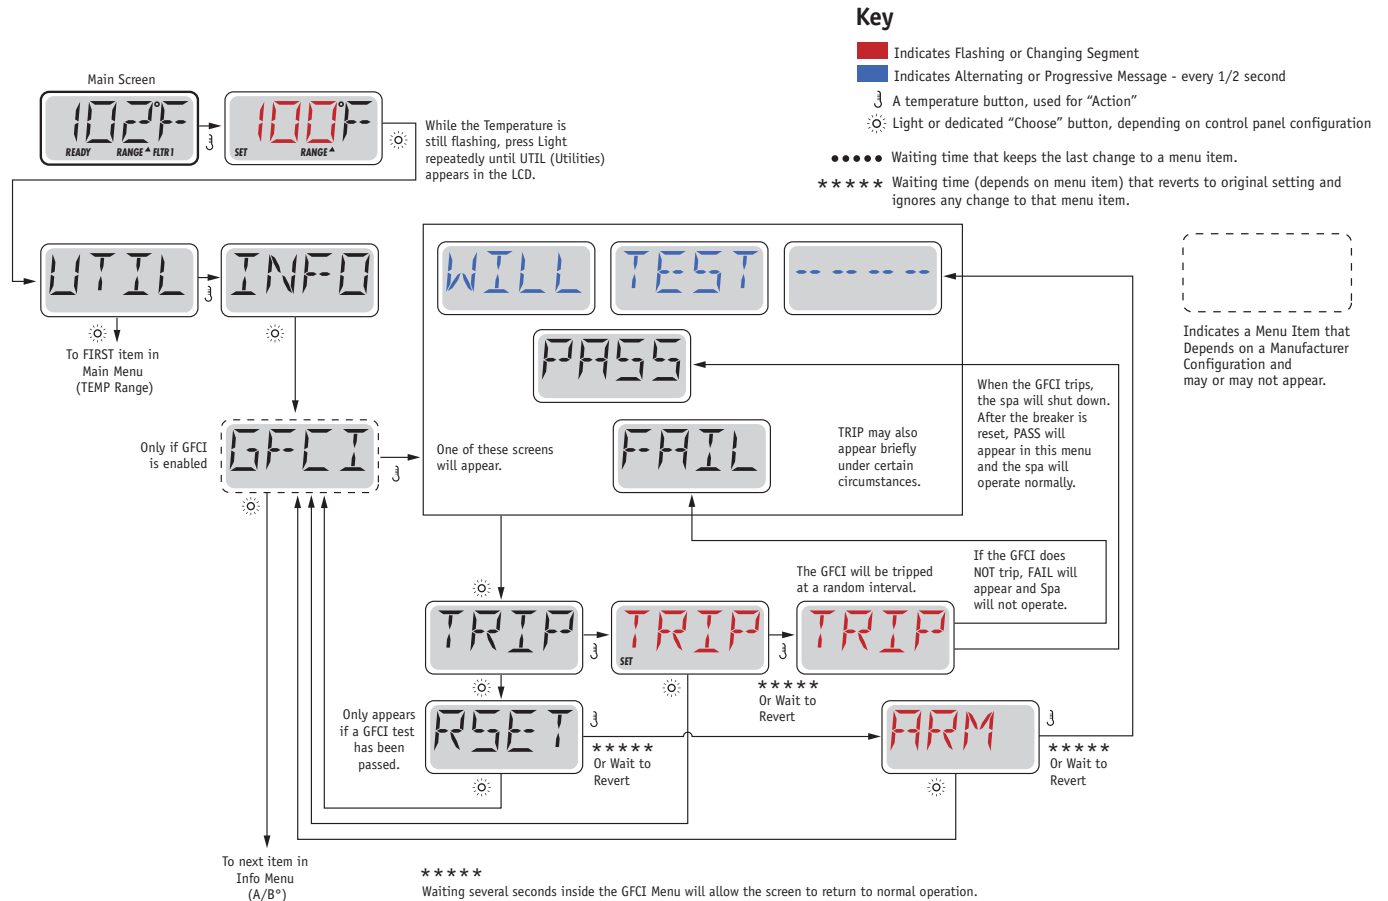 Key
Indicates Flashing or Changing Segment
Indicates Alternating or Progressive Message - every 1/2 second
A temperature button, used for “Action”
Light or dedicated “Choose” button, depending on control panel configuration
Waiting time that keeps the last change to a menu item.
***** Waiting time (depends on menu item) that reverts to original setting and
ignores any change to that menu item.
Main Screen
102°F
READY RANGE FLTR1
100°F
SET RANGE
While the Temperature is
still flashing, press Light
repeatedly until UTIL (Utilities)
appears in the LCD.
UTIL
INFO
WILL
TEST
-- -- -- --
Indicates a Menu Item that
Depends on a Manufacturer
Configuration and
may or may not appear.
To FIRST item in
Main Menu
(TEMP Range)
PASS
When the GFCI trips,
the spa will shut down.
After the breaker is
reset, PASS will
appear in this menu
and the spa will
operate normally.
Only if GFCI
is enabled
GFCI
One of these screens
will appear.
FAIL
TRIP may also
appear briefly
under certain
circumstances.
If the GFCI does
NOT trip, FAIL will
appear and Spa
will not operate.
The GFCI will be tripped
at a random interval.
TRIP
TRIP
SET
TRIP
*****
Or Wait to
Revert
Only appears
if a GFCI test
has been
passed.
RSET
*****
Or Wait to
Revert
ARM
*****
Or Wait to
Revert
To next item in
Info Menu
(A/B°)
*****
Waiting several seconds inside the GFCI Menu will allow the screen to return to normal operation.